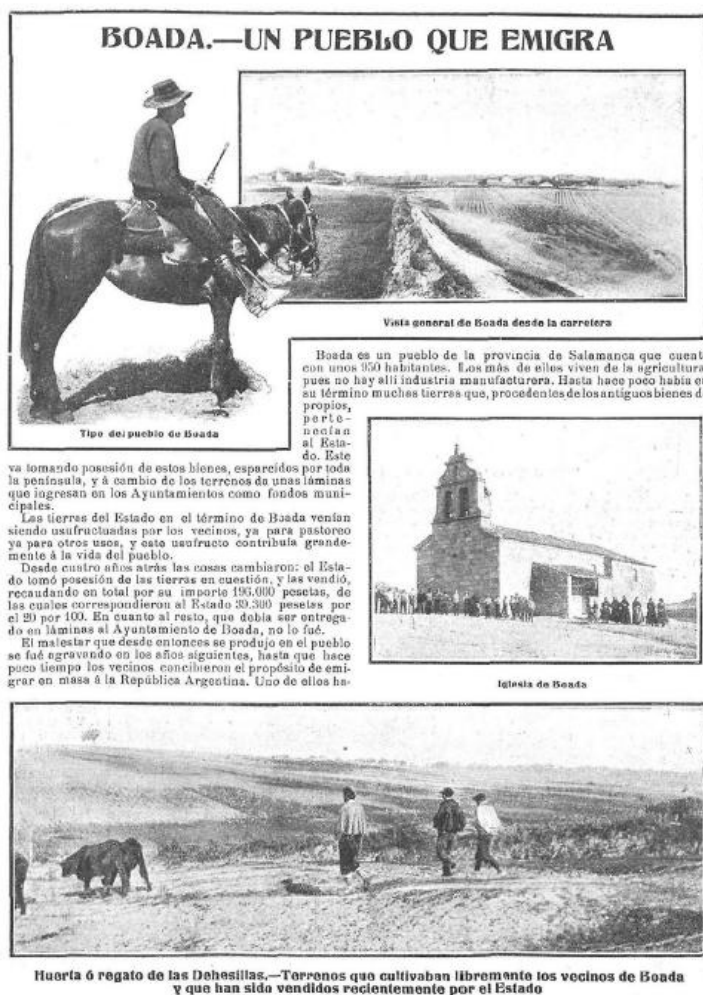 BOADA.—UN PUEBLO QUE EMIGRA
Vista general de Boada desde la carretera
Tipo del pueblo de Boada
Boada es un pueblo de la provincia de Salamanca que cuent
con unos 950 habitantes. Los más de ellos viven de la agricultura
pues no hay allí industria manufacturera. Hasta hace poco había e
su término muchas tierras que, procedentes de los antiguos bienes d
propios,
perte-
necían
al Esta-
do. Este
va tomando posesión de estos bienes, esparcidos por toda
la península, y á cambio de los terrenos da unas láminas
que ingresan en los Ayuntamientos como fondos muni-
cipales.
Las tierras del Estado en el término de Boada venían
siendo usufructuadas por los vecinos, ya para pastoreo
ya para otros usos, y este usufructo contribuía grande-
mente á la vida del pueblo.
Desde cuatro años atrás las cosas cambiaron: el Esta-
do tomó posesión de las tierras en cuestión, y las vendió,
recaudando en total por su importe 196.000 pesetas, de
las cuales correspondieron al Estado 39.300 pesetas por
el 20 por 100. En cuanto al resto, que debía ser entrega-
do en láminas al Ayuntamiento de Boada, no lo fué.
El malestar que desde entonces se produjo en el pueblo
se fué agravando en los años siguientes, hasta que hace
poco tiempo los vecinos concibieron el propósito de emi-
grar en masa á la República Argentina. Uno de ellos ha-
Iglesia de Boada
Huerta ó regato de las Dehesillas.—Terrenos que cultivaban libremente los vecinos de Boada
y que han sido vendidos recientemente por el Estado